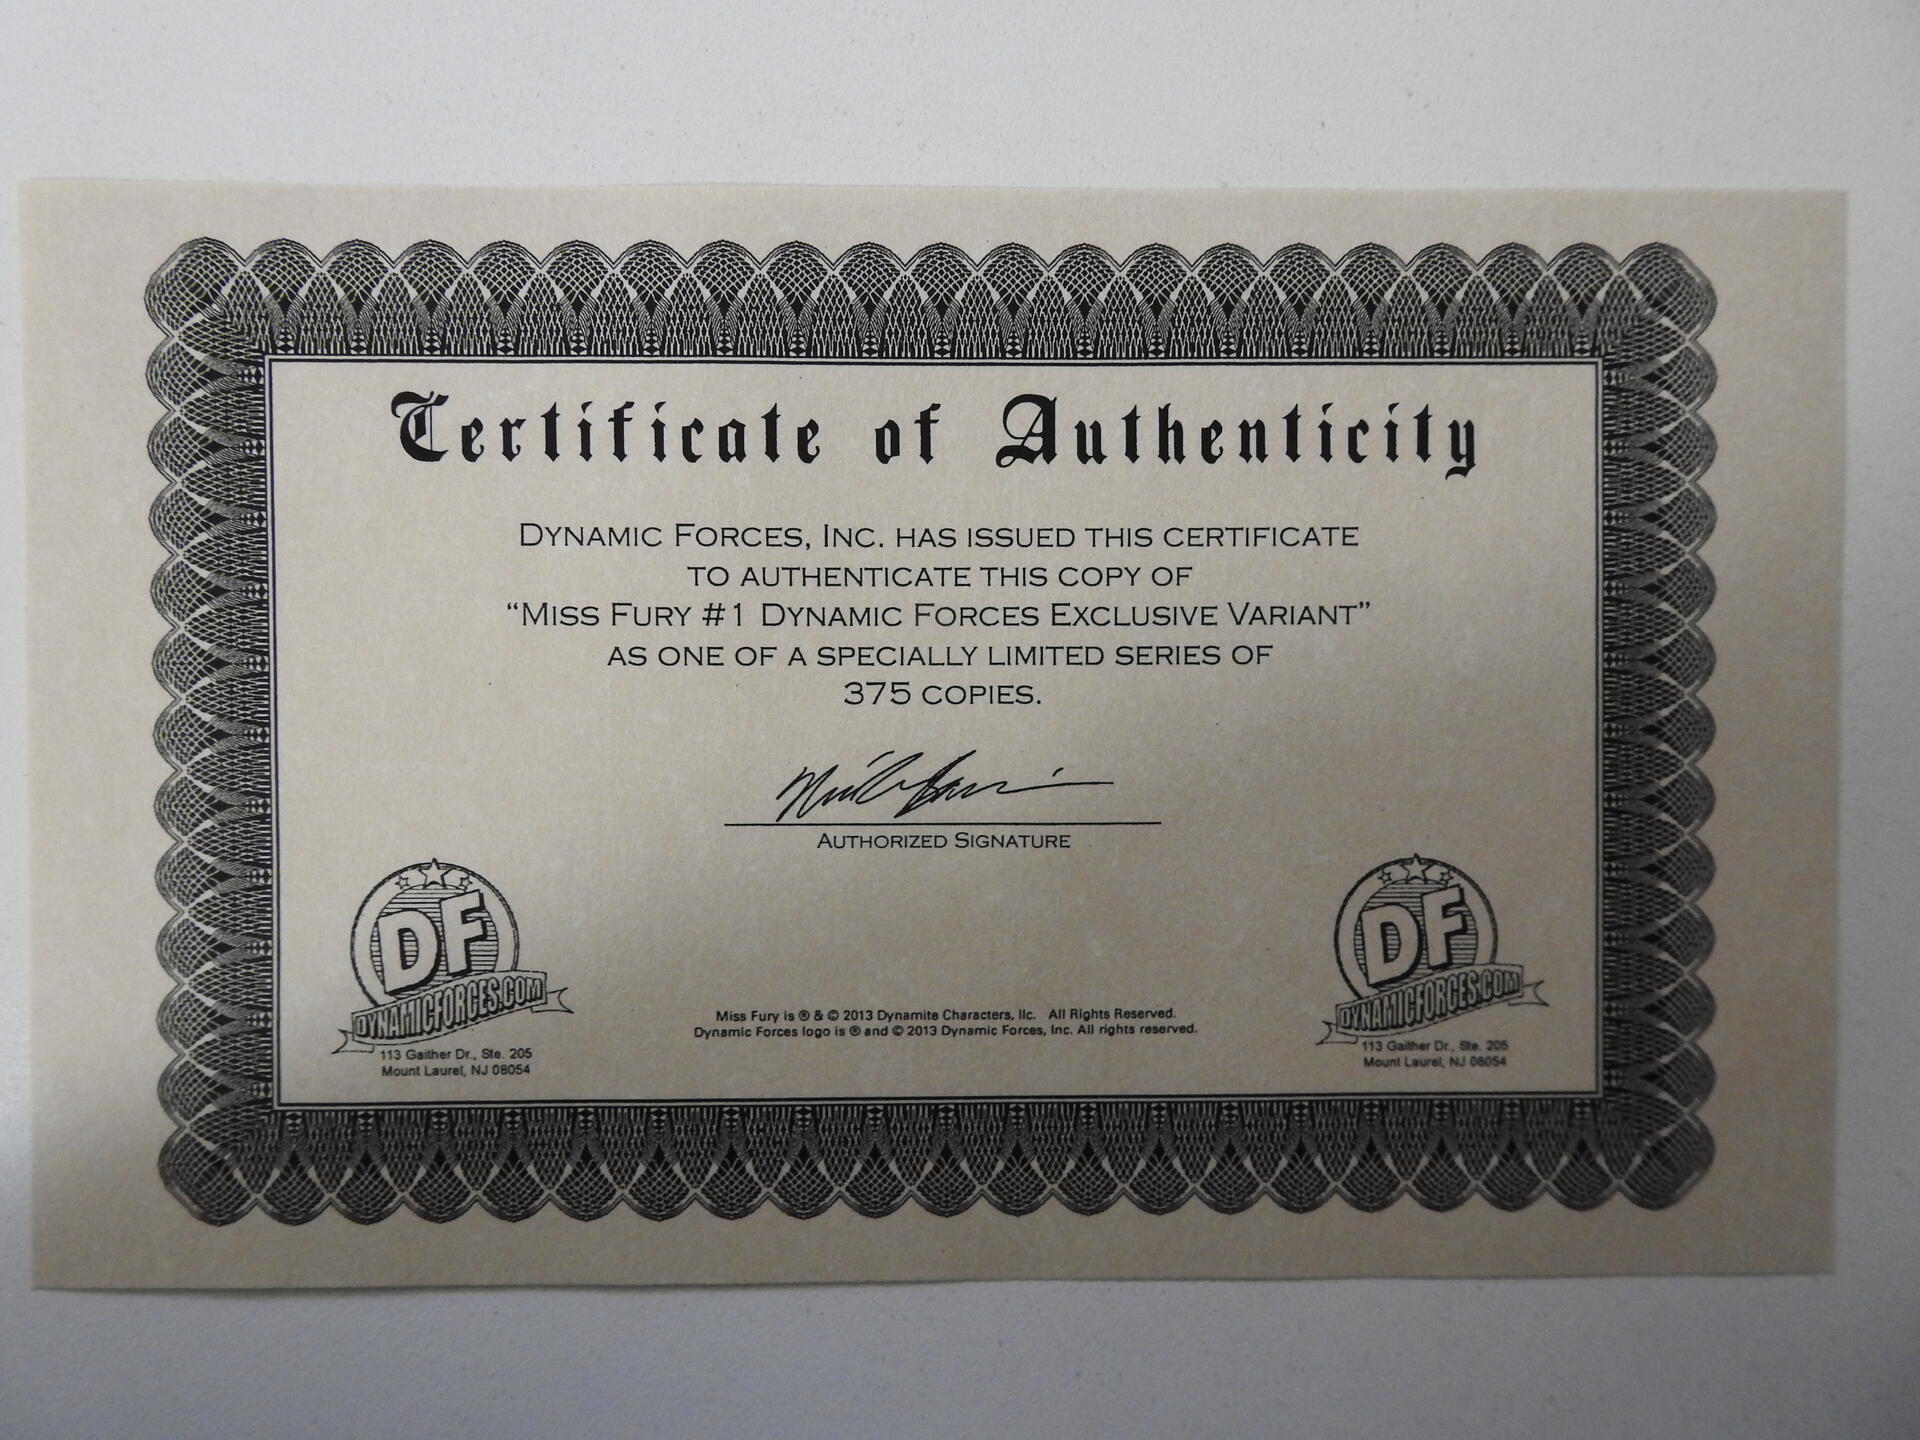 Certificate of Authenticity
DYNAMIC FORCES, INC. HAS ISSUED THIS CERTIFICATE
TO AUTHENTICATE THIS COPY OF
“MISS FURY #1 DYNAMIC FORCES EXCLUSIVE VARIANT”
AS ONE OF A SPECIALLY LIMITED SERIES OF
375 COPIES.
AUTHORIZED SIGNATURE
DF
DYNAMICFORCES.COM
113 Gaither Dr., Ste. 205
Mount Laurel, NJ 08054
Miss Fury is ® & © 2013 Dynamite Characters, llc. All Rights Reserved.
Dynamic Forces logo is ® and © 2013 Dynamic Forces, Inc. All rights reserved.
DF
DYNAMICFORCES.COM
113 Gaither Dr., Ste. 205
Mount Laurel, NJ 08054